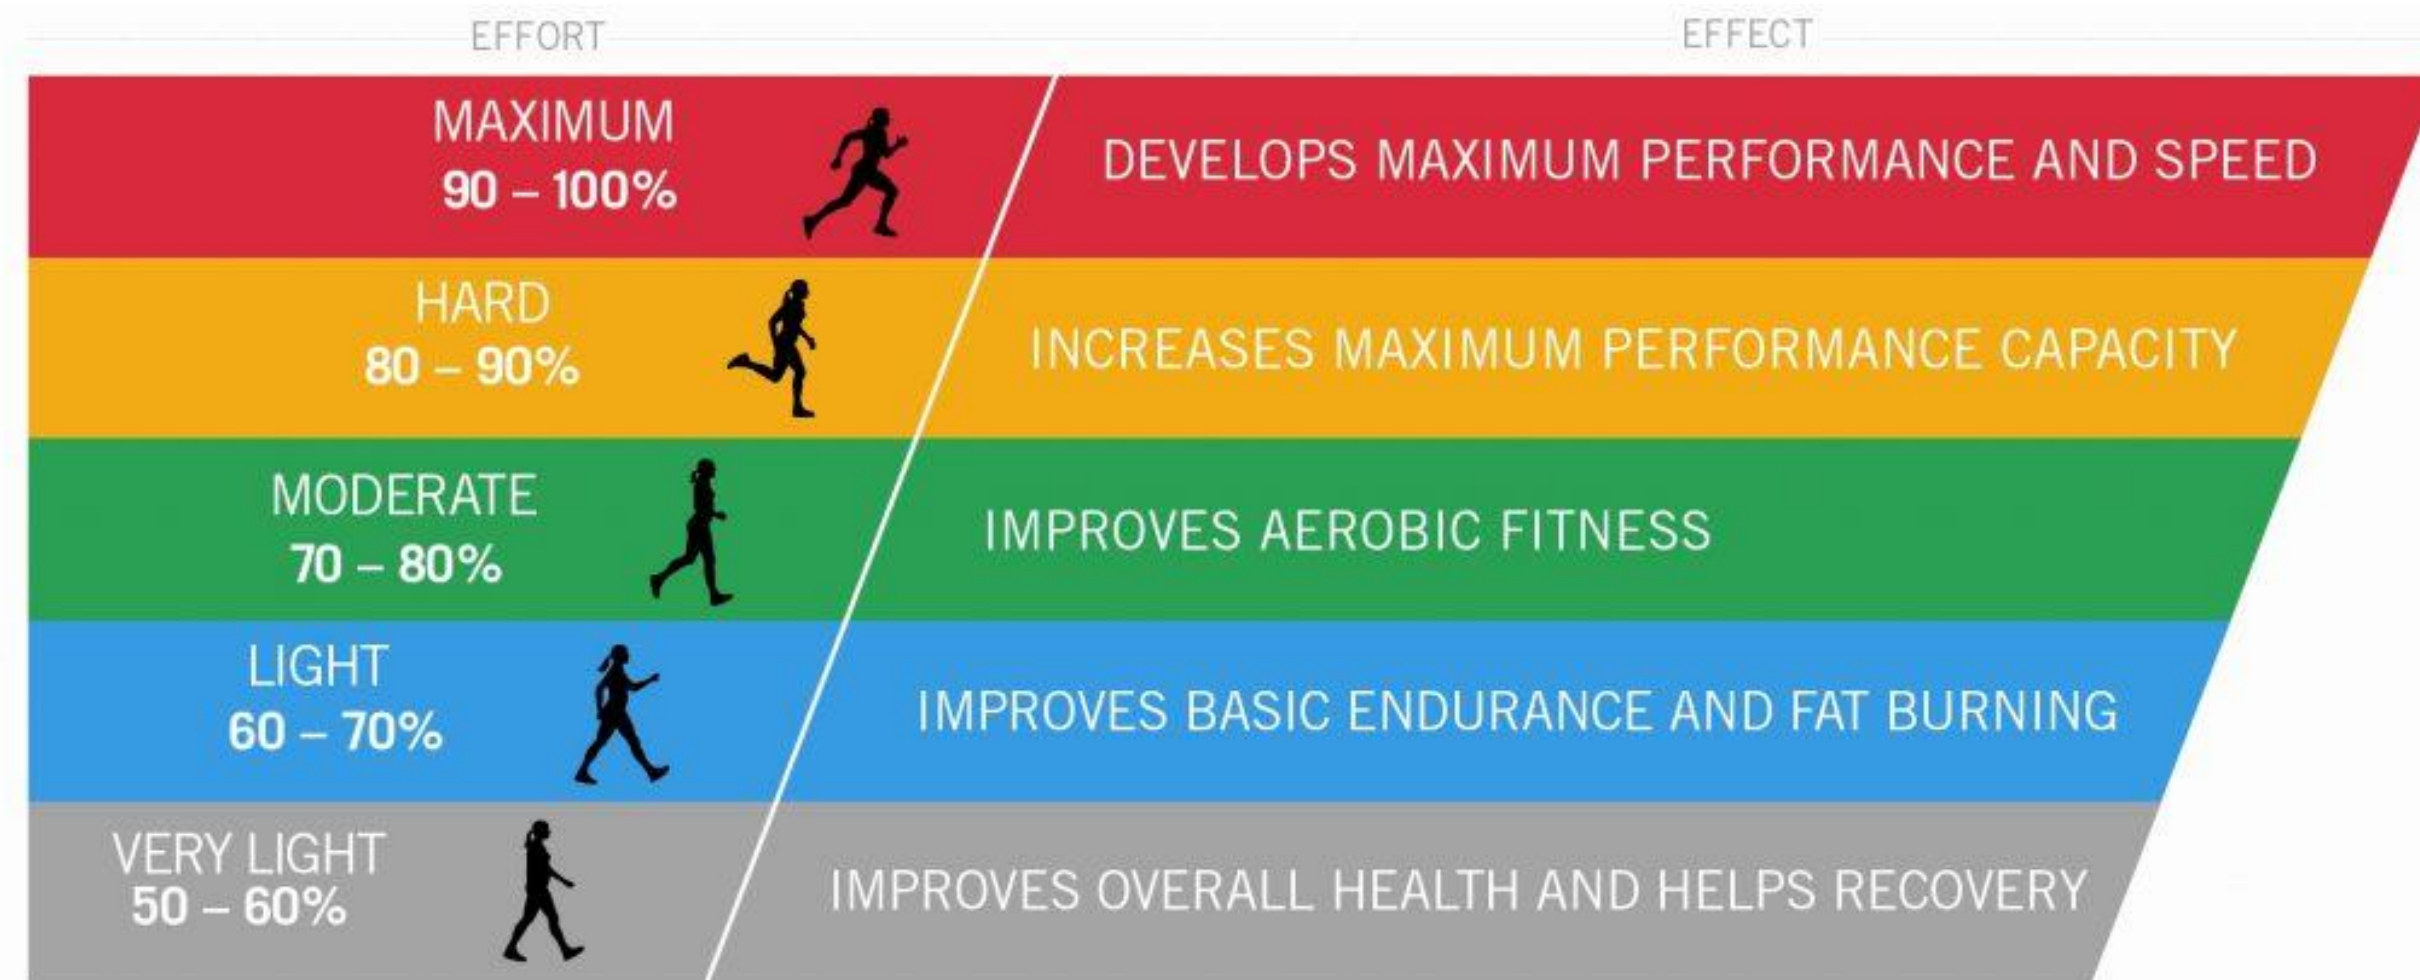 EFFORT
EFFECT
MAXIMUM
90 – 100%
DEVELOPS MAXIMUM PERFORMANCE AND SPEED
HARD
80 – 90%
INCREASES MAXIMUM PERFORMANCE CAPACITY
MODERATE
70 – 80%
IMPROVES AEROBIC FITNESS
LIGHT
60 – 70%
IMPROVES BASIC ENDURANCE AND FAT BURNING
VERY LIGHT
50 – 60%
IMPROVES OVERALL HEALTH AND HELPS RECOVERY